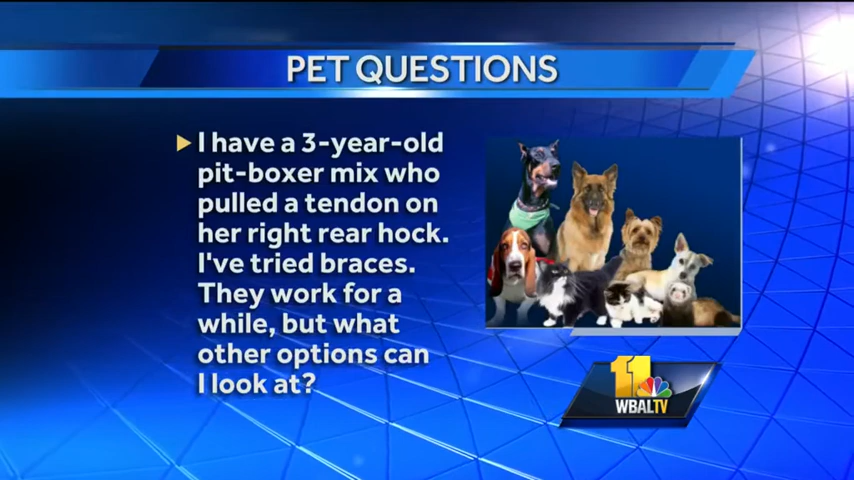 PET QUESTIONS
I have a 3-year-old
pit-boxer mix who
pulled a tendon on
her right rear hock.
I've tried braces.
They work for a
while, but what
other options can
I look at?
11
WBALTV